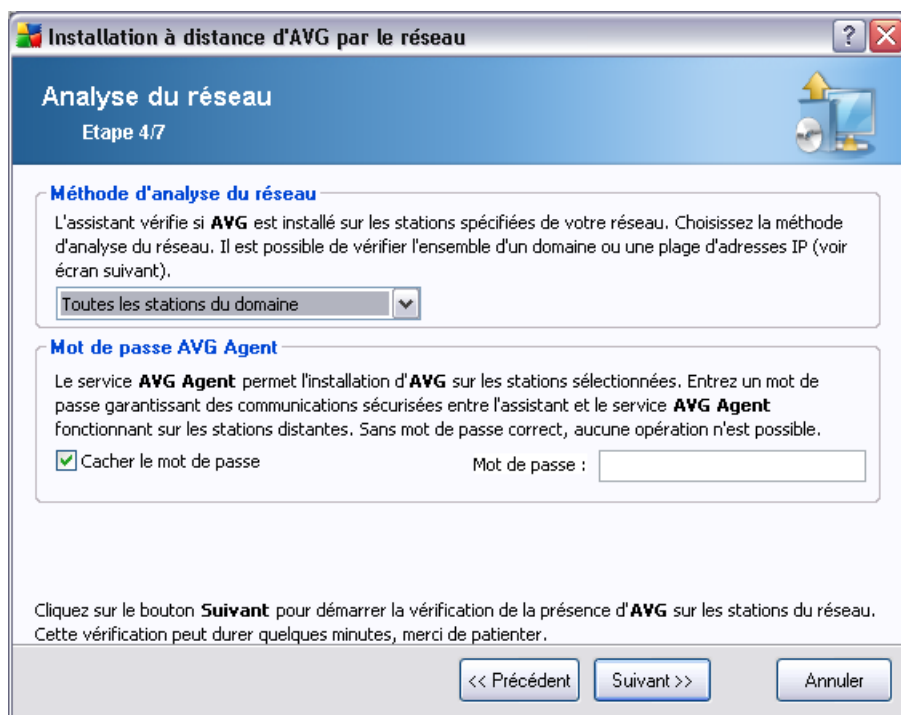 Installation à distance d'AVG par le réseau
Analyse du réseau
Etape 4/7
Méthode d'analyse du réseau
L'assistant vérifie si AVG est installé sur les stations spécifiées de votre réseau. Choisissez la méthode
d'analyse du réseau. Il est possible de vérifier l'ensemble d'un domaine ou une plage d'adresses IP (voir
écran suivant).
Toutes les stations du domaine
Mot de passe AVG Agent
Le service AVG Agent permet l'installation d'AVG sur les stations sélectionnées. Entrez un mot de
passe garantissant des communications sécurisées entre l'assistant et le service AVG Agent
fonctionnant sur les stations distantes. Sans mot de passe correct, aucune opération n'est possible.
Cacher le mot de passe Mot de passe :
Cliquez sur le bouton Suivant pour démarrer la vérification de la présence d'AVG sur les stations du réseau.
Cette vérification peut durer quelques minutes, merci de patienter.
<< Précédent Suivant >> Annuler